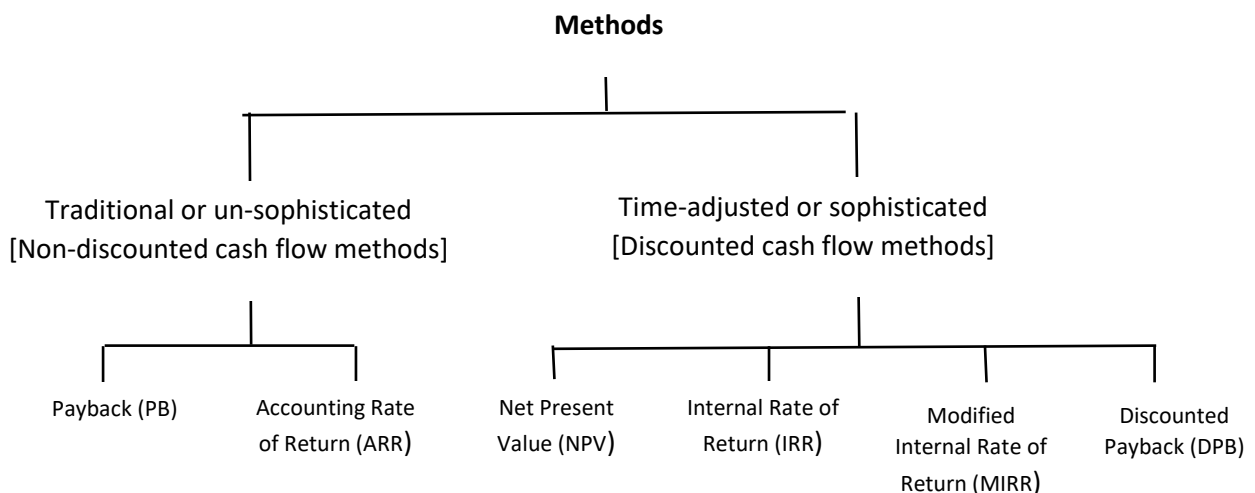 Methods
Traditional or un-sophisticated
[Non-discounted cash flow methods]
Time-adjusted or sophisticated
[Discounted cash flow methods]
Payback (PB)
Accounting Rate
of Return (ARR)
Net Present
Value (NPV)
Internal Rate of
Return (IRR)
Modified
Internal Rate of
Return (MIRR)
Discounted
Payback (DPB)